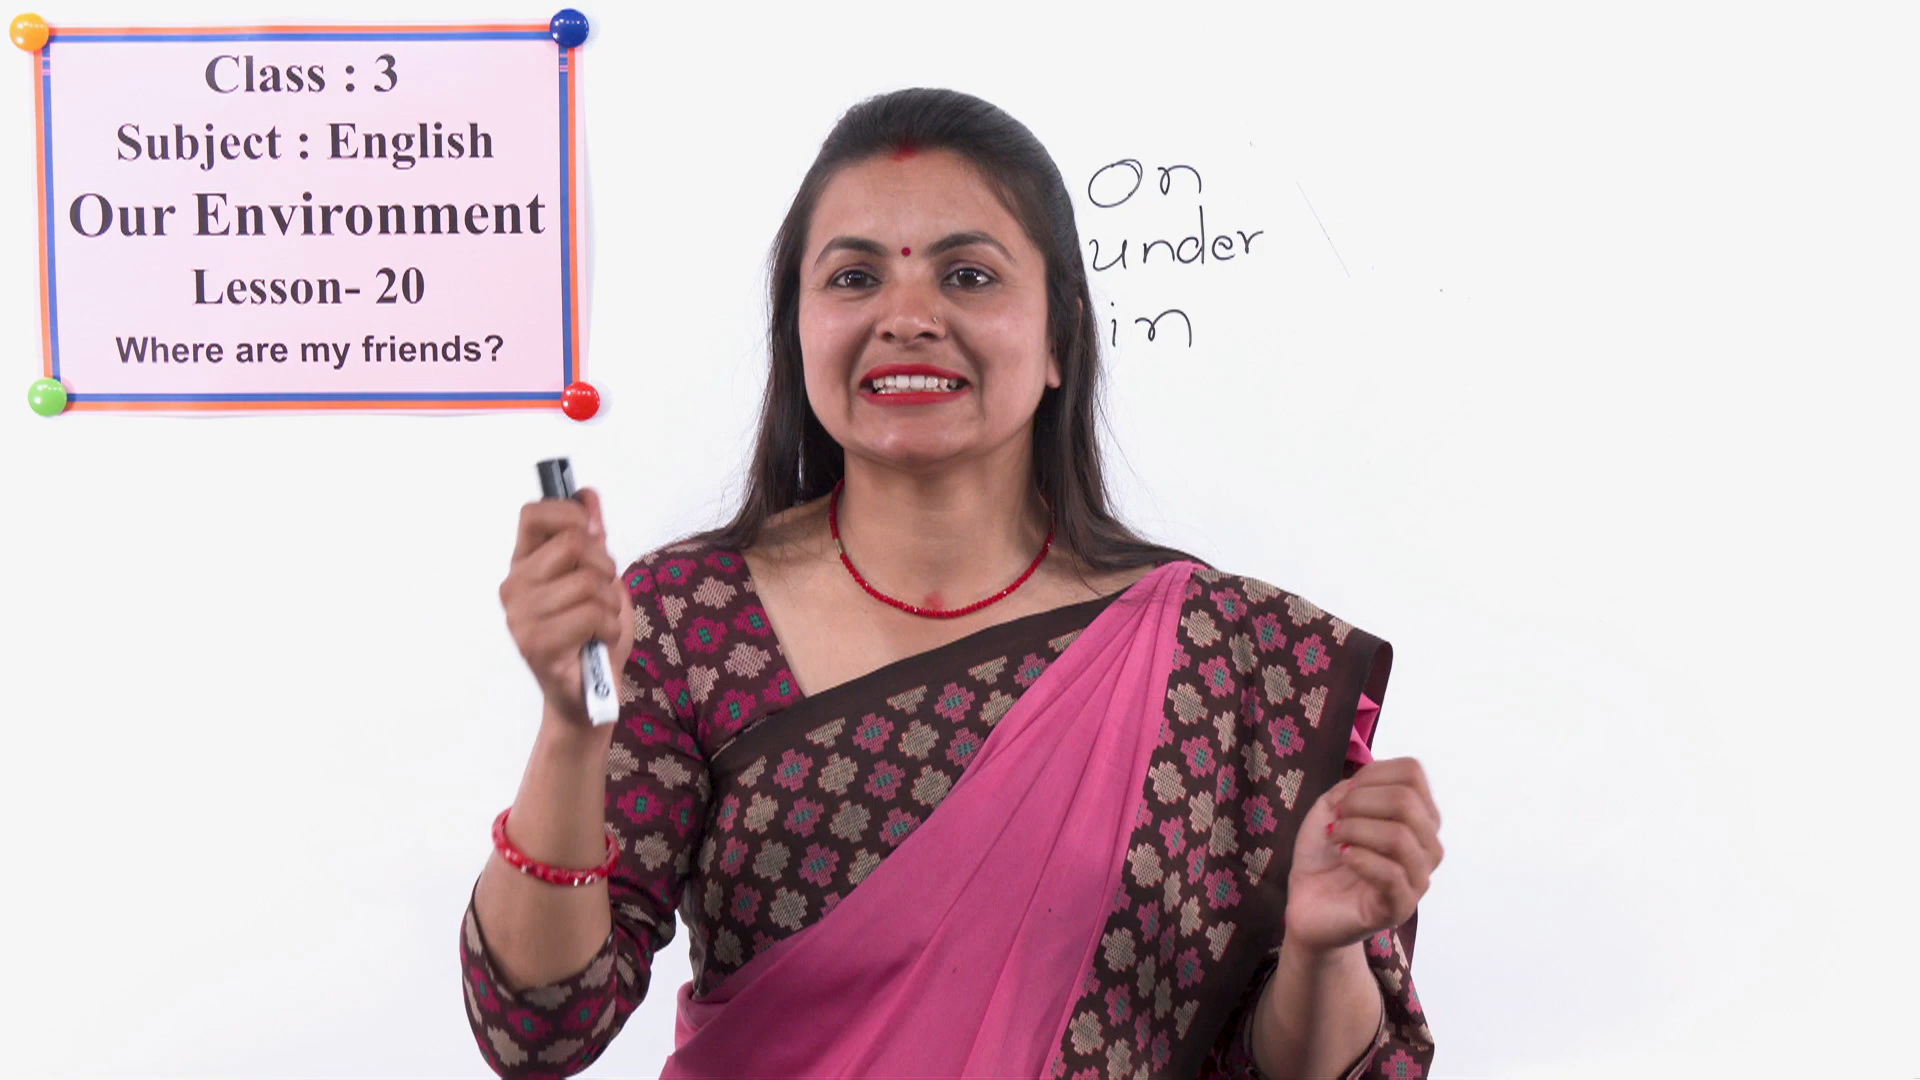 Class : 3
Subject : English
Our Environment
Lesson- 20
Where are my friends?
On
under
in